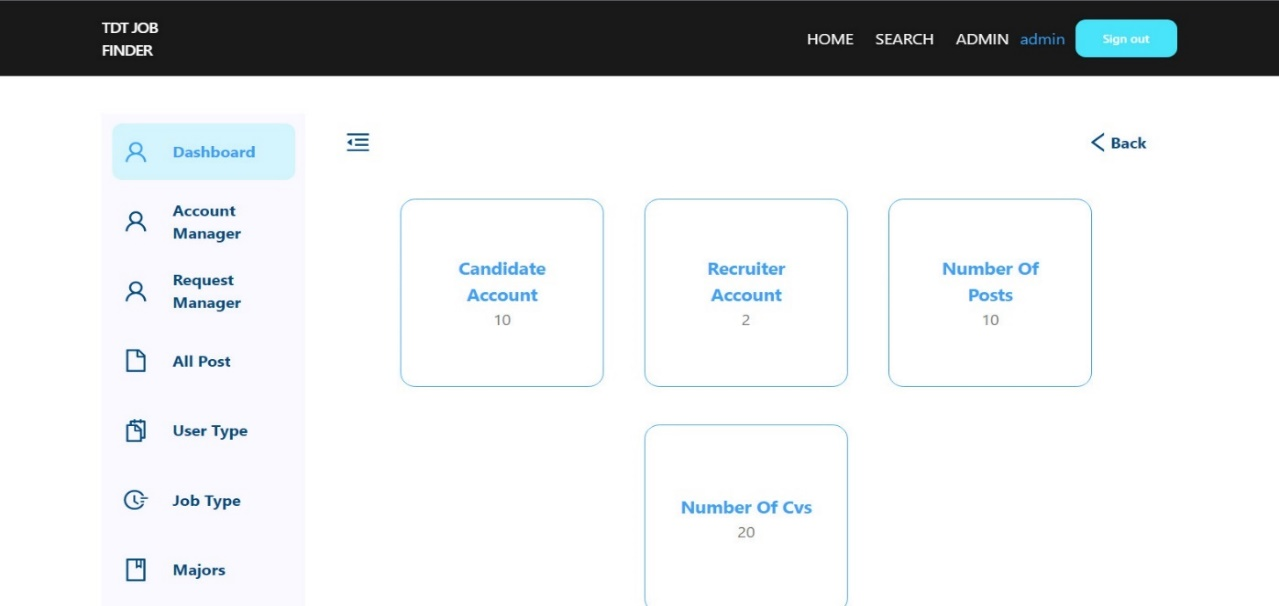 TDT JOB
FINDER
HOME SEARCH ADMIN admin Sign out
Dashboard
Account
Manager
Request
Manager
All Post
User Type
Job Type
Majors
Back
Candidate
Account
10
Recruiter
Account
2
Number Of
Posts
10
Number Of Cvs
20